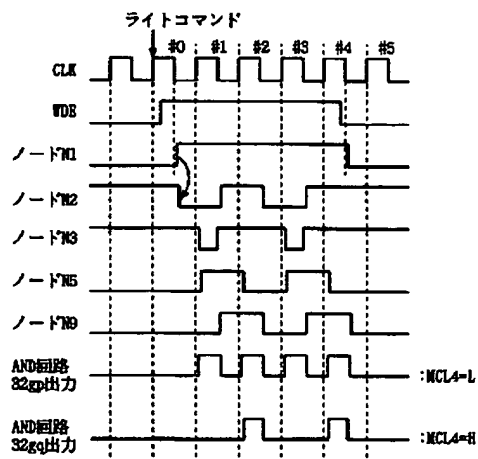 ライトコマンド
#0 #1 #2 #3 #4 #5
CLK
WDE
ノードN1
ノードN2
ノードN3
ノードN5
ノードN9
AND回路
32gp出力
:MCL4=L
AND回路
32gq出力
:MCL4=H